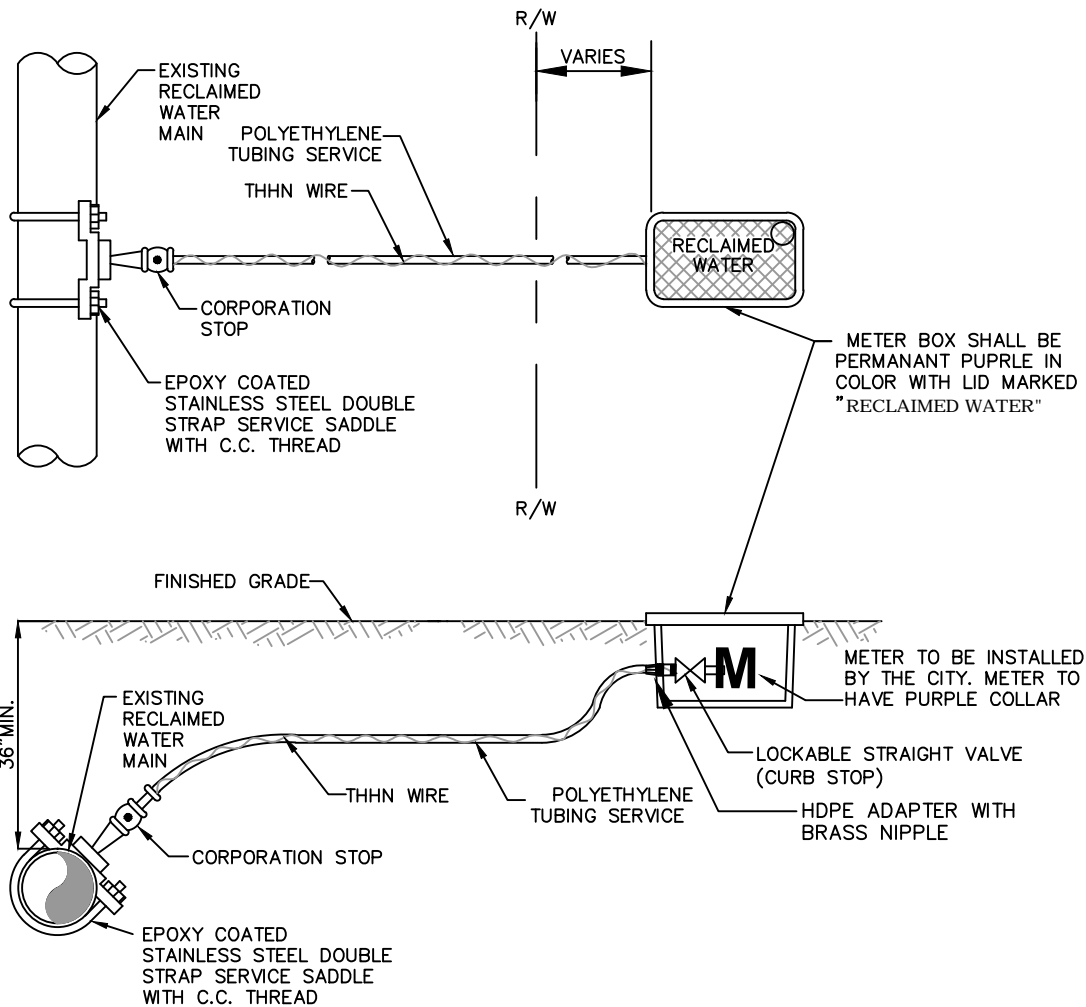 R/W
VARIES
EXISTING
RECLAIMED
WATER
MAIN
POLYETHYLENE
TUBING SERVICE
THHN WIRE
RECLAIMED
WATER
CORPORATION
STOP
EPOXY COATED
STAINLESS STEEL DOUBLE
STRAP SERVICE SADDLE
WITH C.C. THREAD
METER BOX SHALL BE
PERMANANT PUPRLE IN
COLOR WITH LID MARKED
"RECLAIMED WATER"
R/W
FINISHED GRADE
36"MIN.
EXISTING
RECLAIMED
WATER
MAIN
M
METER TO BE INSTALLED
BY THE CITY. METER TO
HAVE PURPLE COLLAR
LOCKABLE STRAIGHT VALVE
(CURB STOP)
THHN WIRE
POLYETHYLENE
TUBING SERVICE
HDPE ADAPTER WITH
BRASS NIPPLE
CORPORATION STOP
EPOXY COATED
STAINLESS STEEL DOUBLE
STRAP SERVICE SADDLE
WITH C.C. THREAD